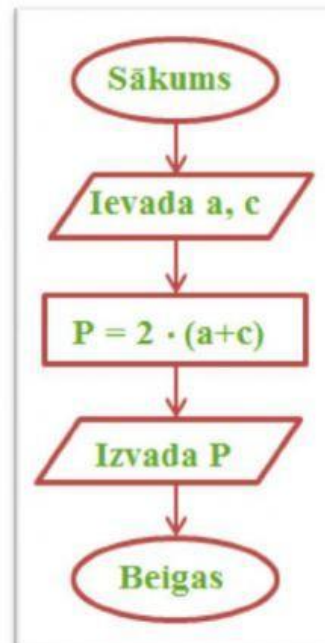 Sākums
Ievada a, c
P = 2 · (a+c)
Izvada P
Beigas